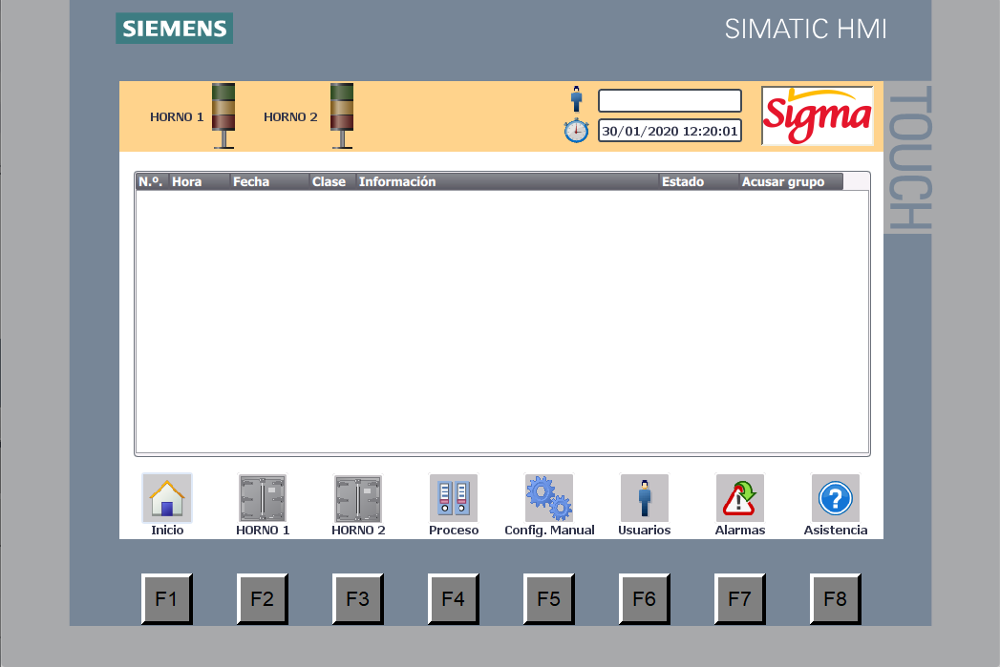 SIEMENS
SIMATIC HMI
TOUCH
HORNO 1
HORNO 2
30/01/2020 12:20:01
Sigma
N.º. Hora Fecha Clase Información Estado Acusar grupo
Inicio HORNO 1 HORNO 2 Proceso Config. Manual Usuarios Alarmas Asistencia
F1 F2 F3 F4 F5 F6 F7 F8